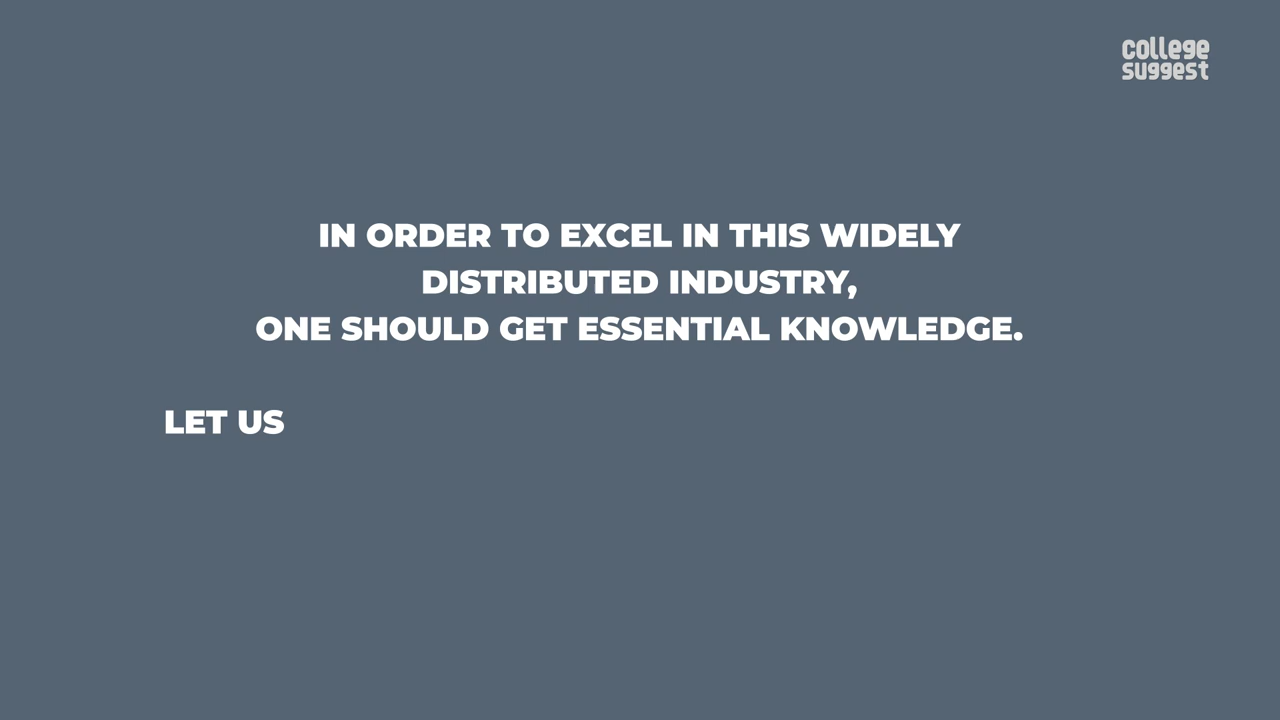 college
suggest
IN ORDER TO EXCEL IN THIS WIDELY
DISTRIBUTED INDUSTRY,
ONE SHOULD GET ESSENTIAL KNOWLEDGE.
LET US